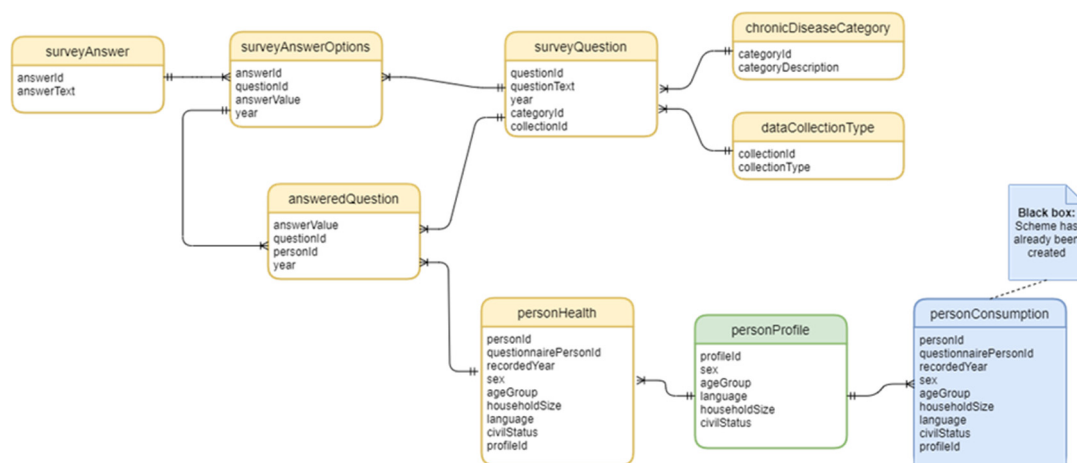 surveyAnswer
answerId
answerText
surveyAnswerOptions
answerId
questionId
answerValue
year
surveyQuestion
questionId
questionText
year
categoryId
collectionId
chronicDiseaseCategory
categoryId
categoryDescription
dataCollectionType
collectionId
collectionType
answeredQuestion
answerValue
questionId
personId
year
Black box:
Scheme has
already been
created
personHealth
personId
questionnairePersonId
recordedYear
sex
ageGroup
householdSize
language
civilStatus
profileId
personProfile
profileId
sex
ageGroup
language
householdSize
civilStatus
personConsumption
personId
questionnairePersonId
recordedYear
sex
ageGroup
householdSize
language
civilStatus
profileId